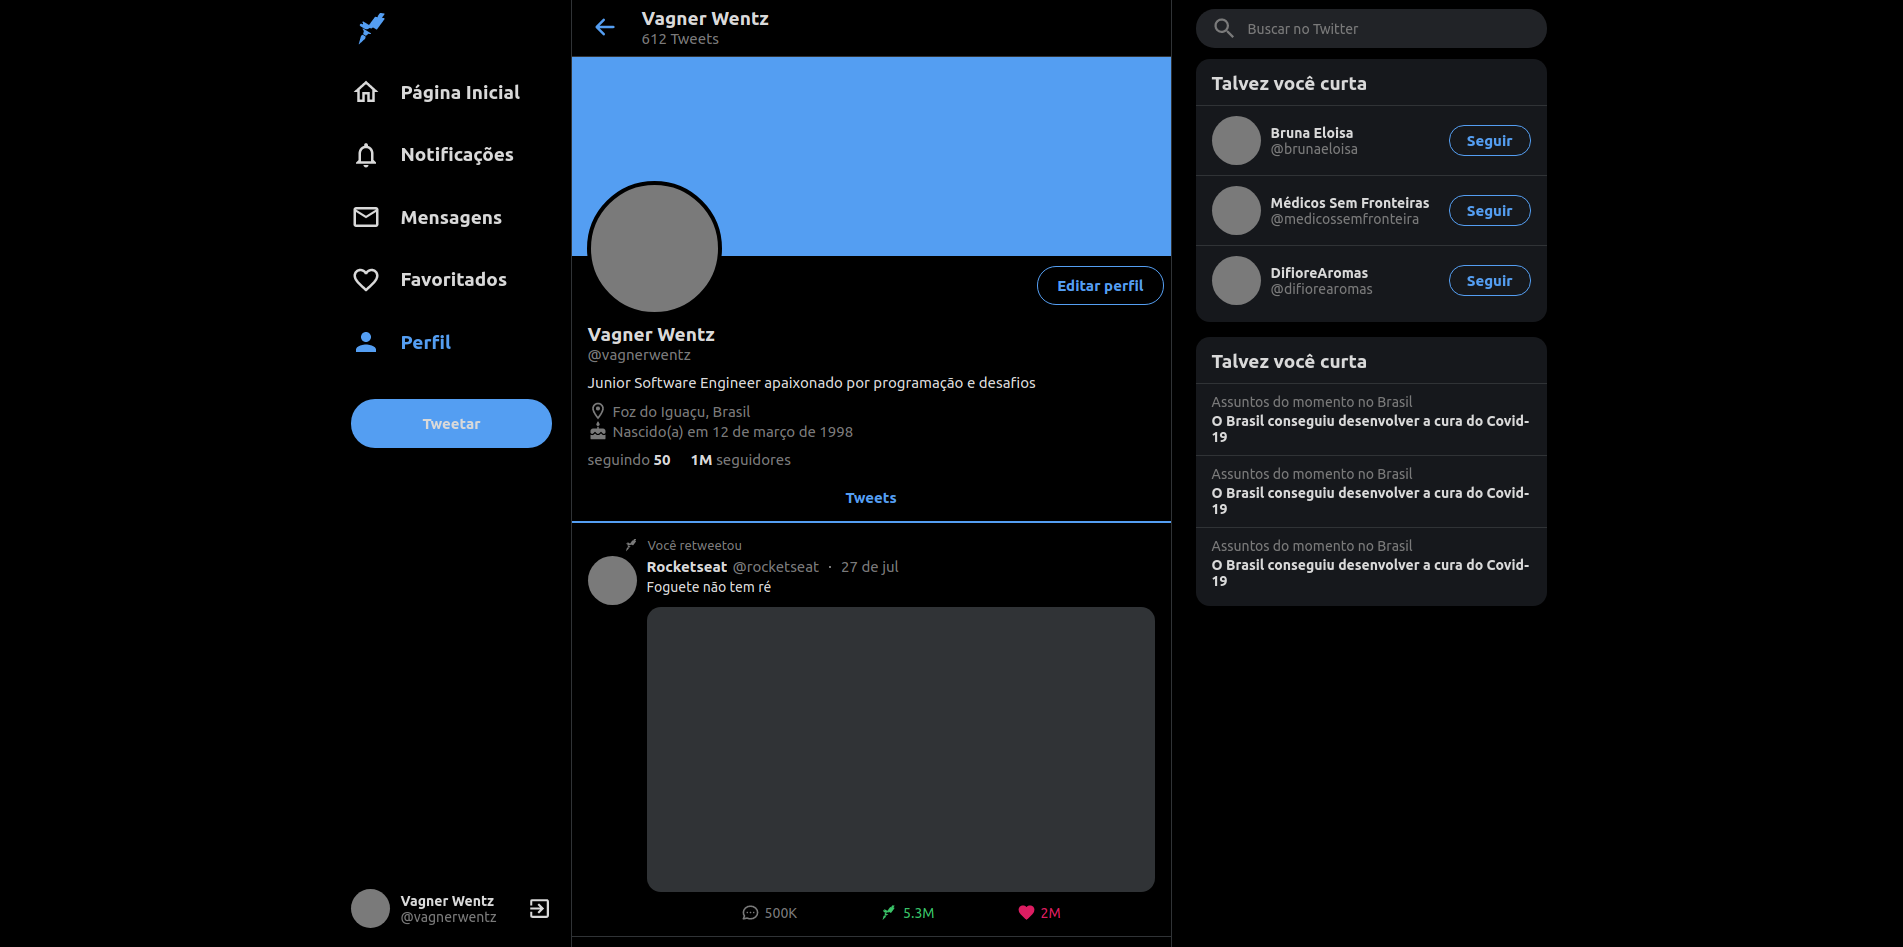 Página Inicial
Notificações
Mensagens
Favoritados
Perfil
Tweetar
Vagner Wentz
@vagnerwentz
Vagner Wentz
612 Tweets
Editar perfil
Vagner Wentz
@vagnerwentz
Junior Software Engineer apaixonado por programação e desafios
Foz do Iguaçu, Brasil
Nascido(a) em 12 de março de 1998
seguindo 50 1M seguidores
Tweets
Você retweetou
Rocketseat @rocketseat · 27 de jul
Foguete não tem ré
500K 5.3M 2M
Buscar no Twitter
Talvez você curta
Bruna Eloisa
@brunaeloisa
Seguir
Médicos Sem Fronteiras
@medicossemfronteira
Seguir
DifioreAromas
@difiorearomas
Seguir
Talvez você curta
Assuntos do momento no Brasil
O Brasil conseguiu desenvolver a cura do Covid-
19
Assuntos do momento no Brasil
O Brasil conseguiu desenvolver a cura do Covid-
19
Assuntos do momento no Brasil
O Brasil conseguiu desenvolver a cura do Covid-
19